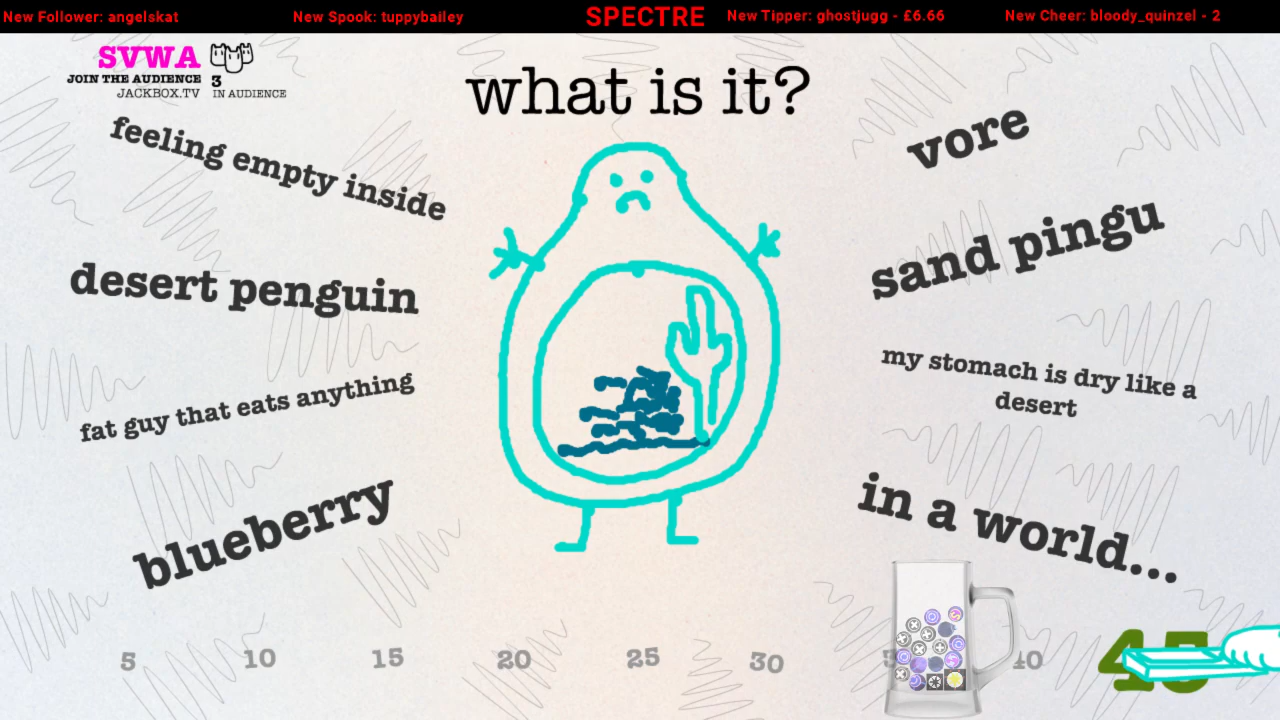 New Follower: angelskat
New Spook: tuppybailey
SPECTRE
New Tipper: ghostjugg - £6.66
New Cheer: bloody_quinzel - 2
SVWA
JOIN THE AUDIENCE
JACKBOX.TV
3
IN AUDIENCE
what is it?
feeling empty inside
vore
desert penguin
sand pingu
fat guy that eats anything
my stomach is dry like a
desert
blueberry
in a world...
5
10
15
20
25
30
45